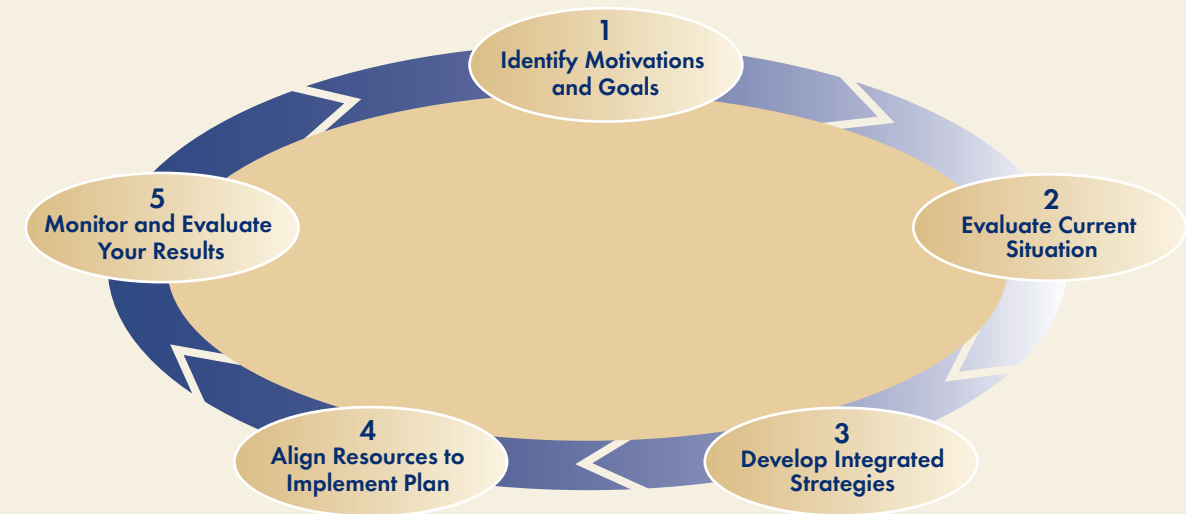 1
Identify Motivations
and Goals
2
Evaluate Current
Situation
3
Develop Integrated
Strategies
4
Align Resources to
Implement Plan
5
Monitor and Evaluate
Your Results